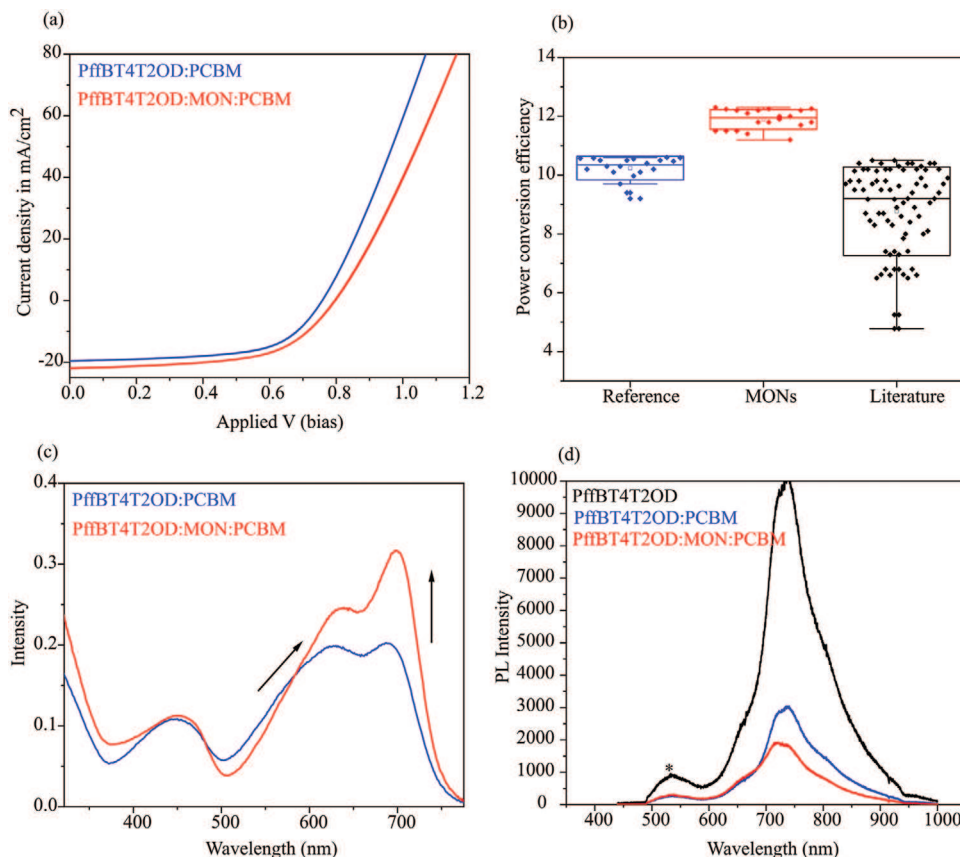 (a)
PffBT4T2OD:PCBM
PffBT4T2OD:MON:PCBM
Current density in mA/cm2
80
60
40
20
0
-20
0.0 0.2 0.4 0.6 0.8 1.0 1.2
Applied V (bias)
(b)
Power conversion efficiency
14
12
10
8
6
4
Reference MONs Literature
(c)
PffBT4T2OD:PCBM
PffBT4T2OD:MON:PCBM
Intensity
0.4
0.3
0.2
0.1
0.0
400 500 600 700
Wavelength (nm)
(d)
PffBT4T2OD
PffBT4T2OD:PCBM
PffBT4T2OD:MON:PCBM
PL Intensity
10000
9000
8000
7000
6000
5000
4000
3000
2000
1000
0
*
400 500 600 700 800 900 1000
Wavelength (nm)